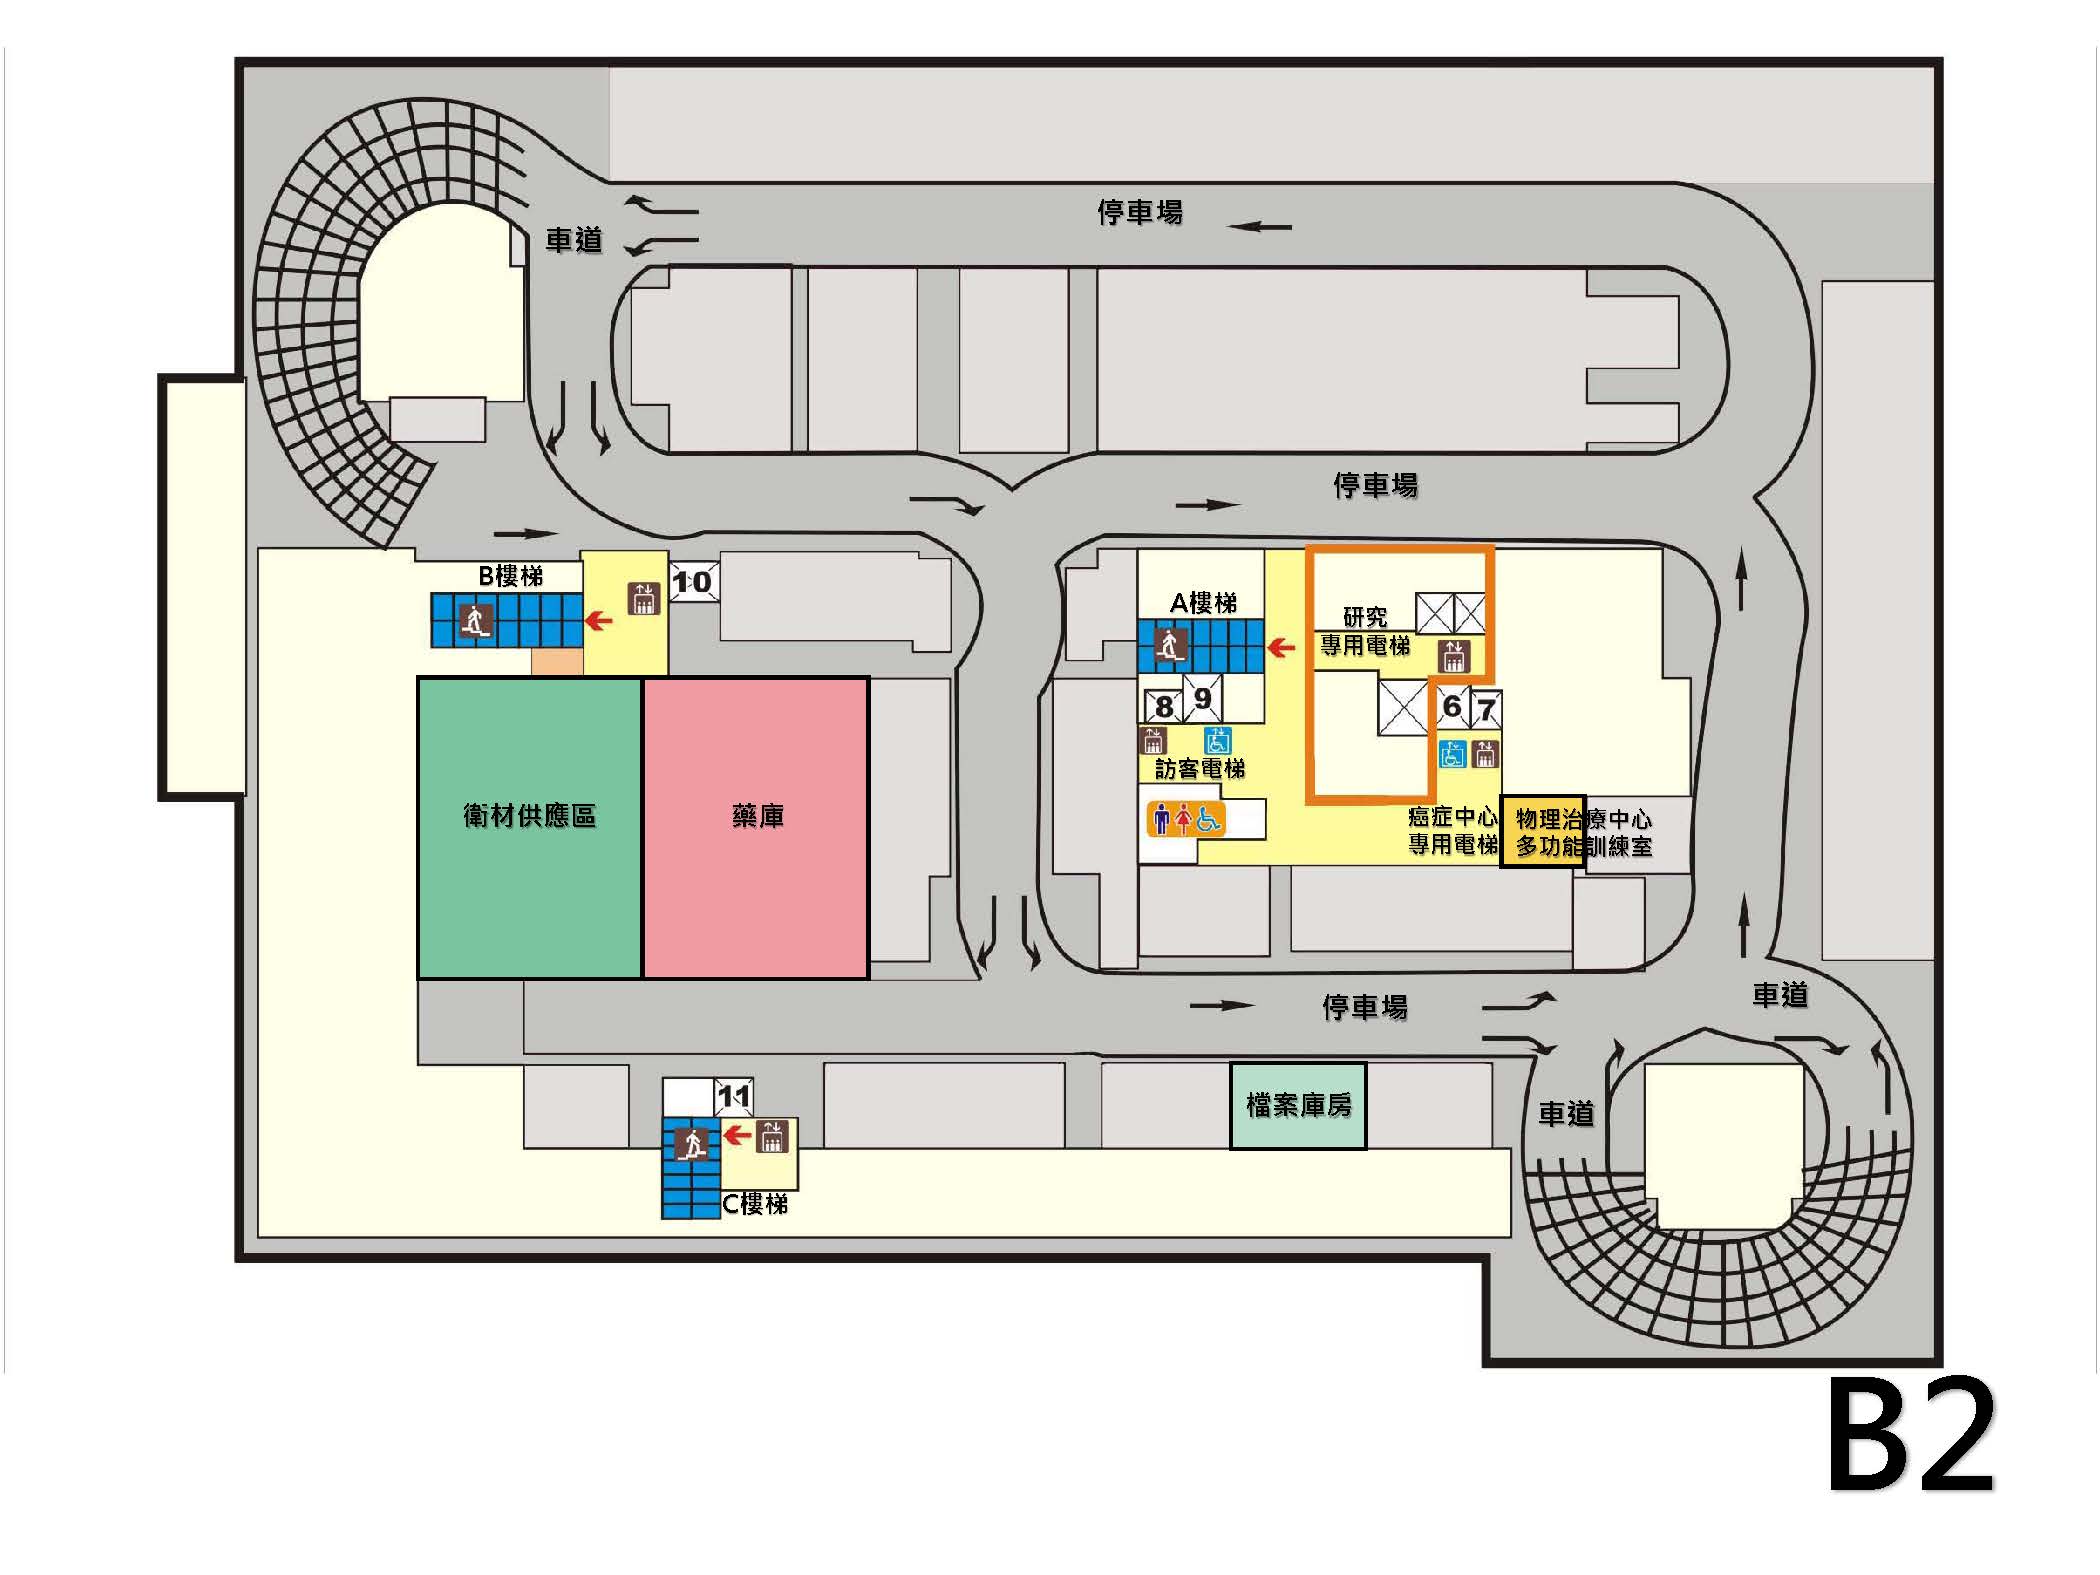 停車場
車道
停車場
B樓梯
10
A樓梯
研究
專用電梯
8
9
6
7
訪客電梯
衛材供應區
藥庫
癌症中心
專用電梯
物理治療中心
多功能訓練室
停車場
車道
11
檔案庫房
車道
C樓梯
B2